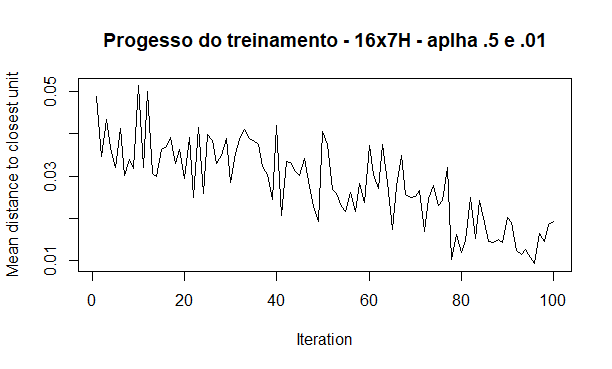 Progesso do treinamento - 16x7H - aplha .5 e .01
Mean distance to closest unit
0.05
0.03
0.01
0 20 40 60 80 100
Iteration